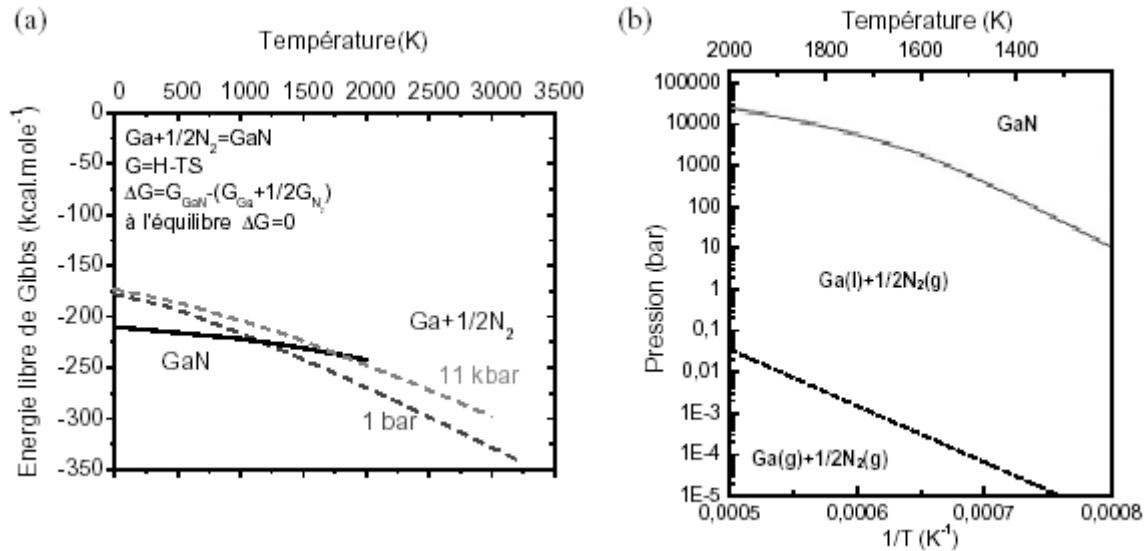 (a)
Température(K)
0 500 1000 1500 2000 2500 3000 3500
Energie libre de Gibbs (kcal.mole⁻¹)
0
-50
-100
-150
-200
-250
-300
-350
Ga+1/2N₂=GaN
G=H-TS
ΔG=G_GaN-(G_Ga+1/2G_N₂)
à l'équilibre ΔG=0
Ga+1/2N₂
GaN
11 kbar
1 bar
(b)
Température (K)
2000 1800 1600 1400
Pression (bar)
100000
10000
1000
100
10
1
0,1
0,01
1E-3
1E-4
1E-5
GaN
Ga(l)+1/2N₂(g)
Ga(g)+1/2N₂(g)
0,0005 0,0006 0,0007 0,0008
1/T (K⁻¹)